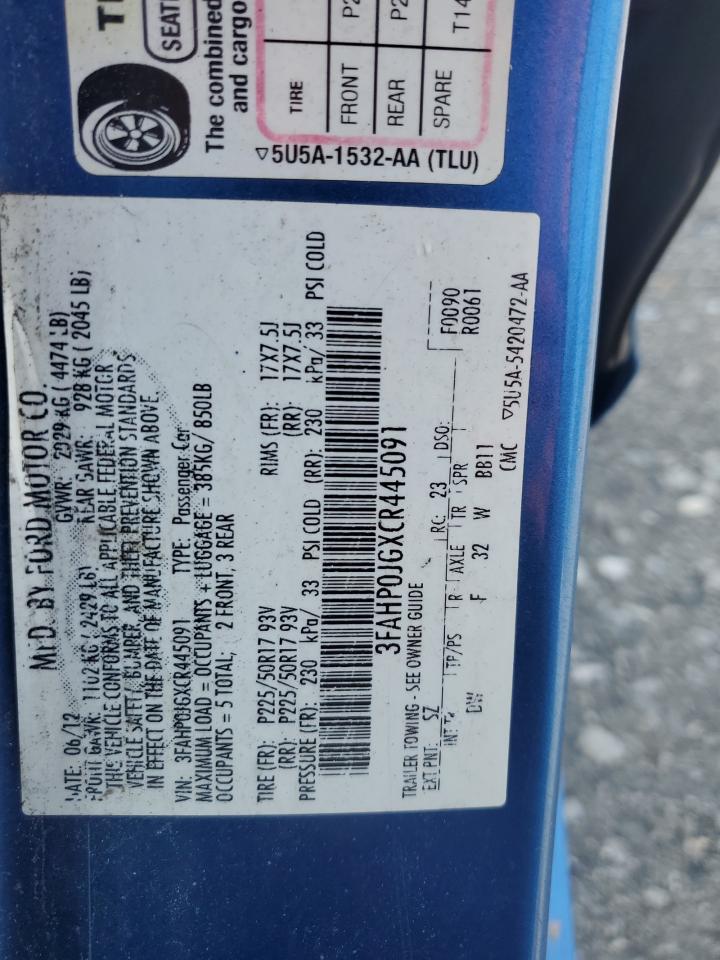 SEATI
The combined
and cargo
TIRE
FRONT P2
REAR P2
SPARE T14
5U5A-1532-AA (TLU)
MFD BY FORD MOTOR CO.
DATE: 06/12 GVWR: 2029 KG ( 4474 LB)
FRONT GAWR: 1102 KG ( 2429 LB) REAR GAWR: 928 KG ( 2045 LB)
THIS VEHICLE CONFORMS TO ALL APPLICABLE FEDERAL MOTOR
VEHICLE SAFETY, BUMPER, AND THEFT PREVENTION STANDARDS
IN EFFECT ON THE DATE OF MANUFACTURE SHOWN ABOVE.
VIN: 3FAHP0JGXCR445091 TYPE: Passenger Car
MAXIMUM LOAD = OCCUPANTS + LUGGAGE = 385KG/ 850LB
OCCUPANTS = 5 TOTAL; 2 FRONT, 3 REAR
TIRE (FR): P225/50R17 93V RIMS (FR): 17X7.5J
(RR): P225/50R17 93V (RR): 17X7.5J
PRESSURE (FR): 230 kPa/ 33 PSI COLD (RR): 230 kPa/ 33 PSI COLD
3FAHP0JGXCR445091
TRAILER TOWING - SEE OWNER GUIDE F0090
EXT PNT: SZ RC: 23 DSO: R0061
INT TR TP/PS R AXLE TR SPR
DW F 32 W BB11
CMC 5U5A-5420472-AA